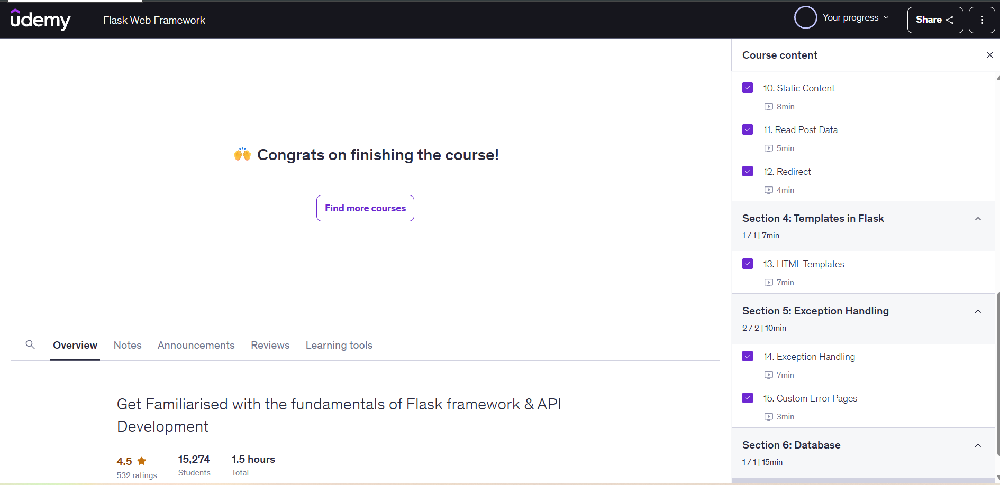 udemy
Flask Web Framework
Your progress
Share
Course content
10. Static Content
8min
11. Read Post Data
5min
12. Redirect
4min
Section 4: Templates in Flask
1 / 1 | 7min
13. HTML Templates
7min
Section 5: Exception Handling
2 / 2 | 10min
14. Exception Handling
7min
15. Custom Error Pages
3min
Section 6: Database
1 / 1 | 15min
Congrats on finishing the course!
Find more courses
Overview Notes Announcements Reviews Learning tools
Get Familiarised with the fundamentals of Flask framework & API
Development
4.5 15,274 1.5 hours
532 ratings Students Total